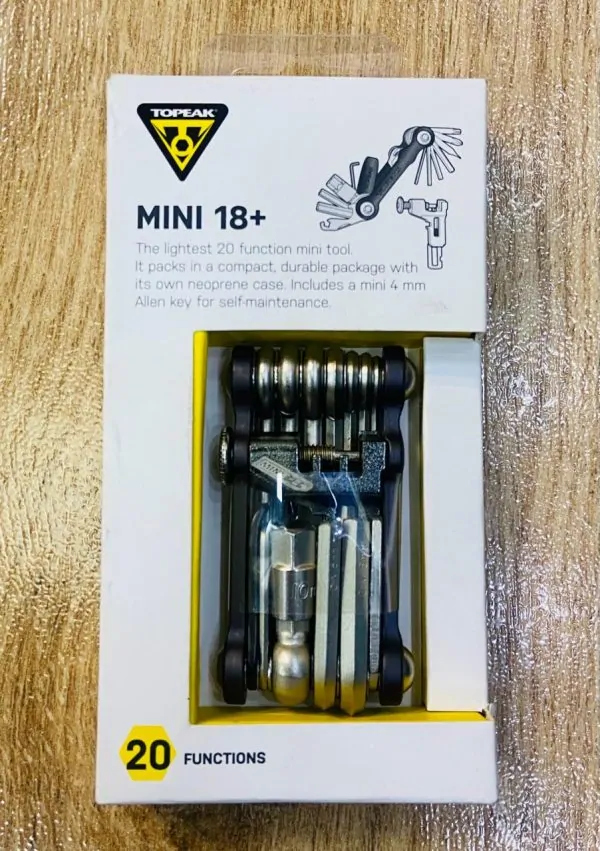 TOPEAK
MINI 18+
The lightest 20 function mini tool.
It packs in a compact, durable package with
its own neoprene case. Includes a mini 4 mm
Allen key for self-maintenance.
20 FUNCTIONS